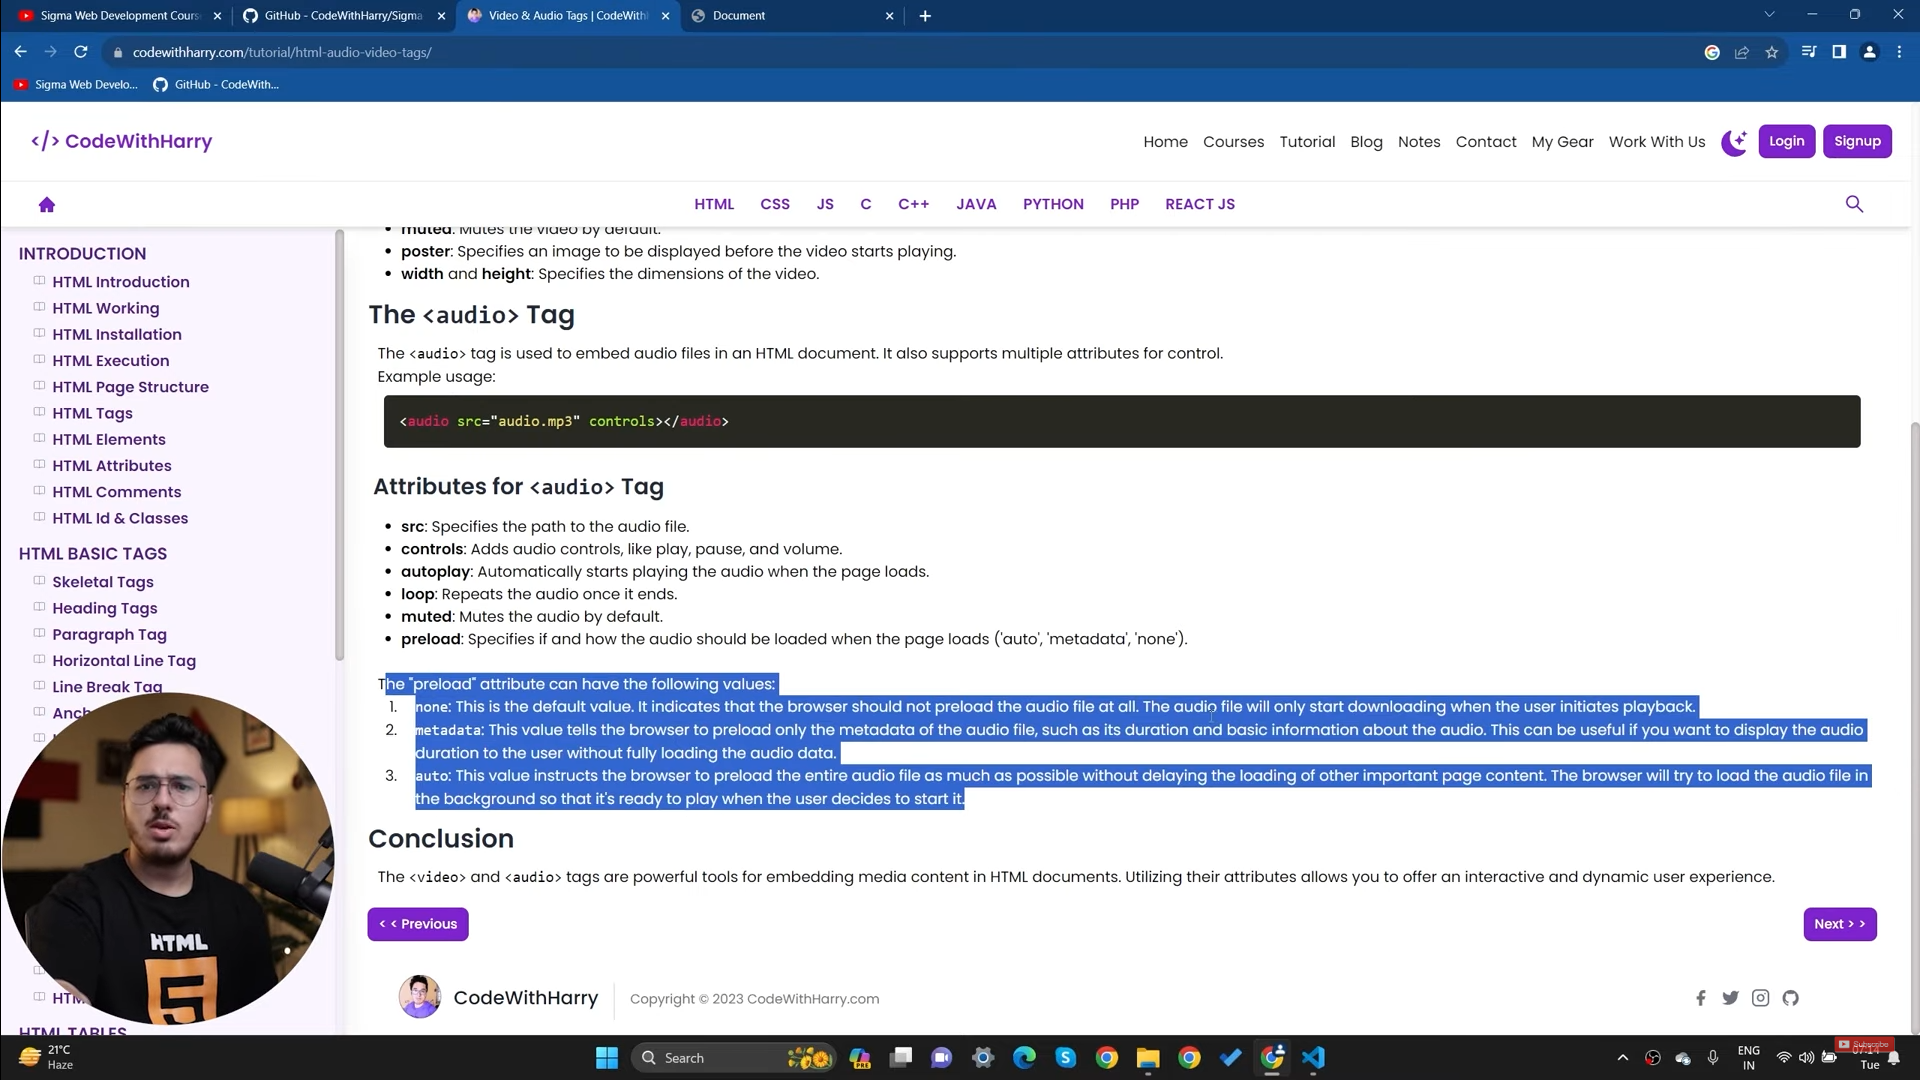 Sigma Web Development Cours
GitHub - CodeWithHarry/Sigma
Video & Audio Tags | CodeWith
Document
codewithharry.com/tutorial/html-audio-video-tags/
Sigma Web Develo...
GitHub - CodeWith...
</> CodeWithHarry
Home Courses Tutorial Blog Notes Contact My Gear Work With Us Login Signup
HTML CSS JS C C++ JAVA PYTHON PHP REACT JS
INTRODUCTION
HTML Introduction
HTML Working
HTML Installation
HTML Execution
HTML Page Structure
HTML Tags
HTML Elements
HTML Attributes
HTML Comments
HTML Id & Classes
HTML BASIC TAGS
Skeletal Tags
Heading Tags
Paragraph Tag
Horizontal Line Tag
Line Break Tag
Anc
HTM
HTML TABLES
• muted: Mutes the video by default.
• poster: Specifies an image to be displayed before the video starts playing.
• width and height: Specifies the dimensions of the video.
The <audio> Tag
The <audio> tag is used to embed audio files in an HTML document. It also supports multiple attributes for control.
Example usage:
<audio src="audio.mp3" controls></audio>
Attributes for <audio> Tag
• src: Specifies the path to the audio file.
• controls: Adds audio controls, like play, pause, and volume.
• autoplay: Automatically starts playing the audio when the page loads.
• loop: Repeats the audio once it ends.
• muted: Mutes the audio by default.
• preload: Specifies if and how the audio should be loaded when the page loads ('auto', 'metadata', 'none').
The "preload" attribute can have the following values:
1. none: This is the default value. It indicates that the browser should not preload the audio file at all. The audio file will only start downloading when the user initiates playback.
2. metadata: This value tells the browser to preload only the metadata of the audio file, such as its duration and basic information about the audio. This can be useful if you want to display the audio
duration to the user without fully loading the audio data.
3. auto: This value instructs the browser to preload the entire audio file as much as possible without delaying the loading of other important page content. The browser will try to load the audio file in
the background so that it's ready to play when the user decides to start it.
Conclusion
The <video> and <audio> tags are powerful tools for embedding media content in HTML documents. Utilizing their attributes allows you to offer an interactive and dynamic user experience.
< < Previous
Next > >
CodeWithHarry
Copyright © 2023 CodeWithHarry.com
HTML
5
21°C
Haze
Search
PRE
ENG
IN
Subscribe
07:14
Tue